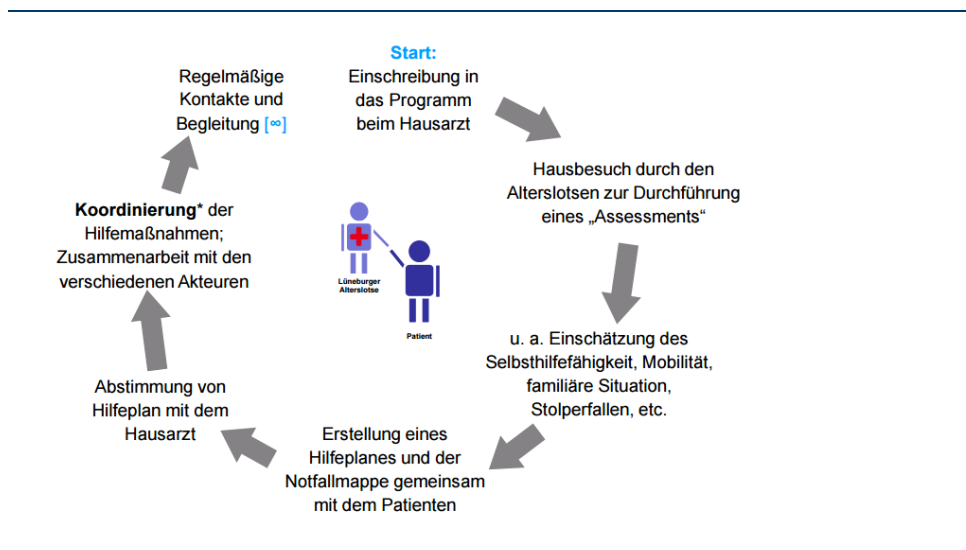 Start:
Einschreibung in
das Programm
beim Hausarzt
Hausbesuch durch den
Alterslotsen zur Durchführung
eines „Assessments“
u. a. Einschätzung des
Selbsthilfefähigkeit, Mobilität,
familiäre Situation,
Stolperfallen, etc.
Erstellung eines
Hilfeplanes und der
Notfallmappe gemeinsam
mit dem Patienten
Abstimmung von
Hilfeplan mit dem
Hausarzt
Koordinierung* der
Hilfemaßnahmen;
Zusammenarbeit mit den
verschiedenen Akteuren
Regelmäßige
Kontakte und
Begleitung [∞]
Lüneburger
Alterslotse
Patient